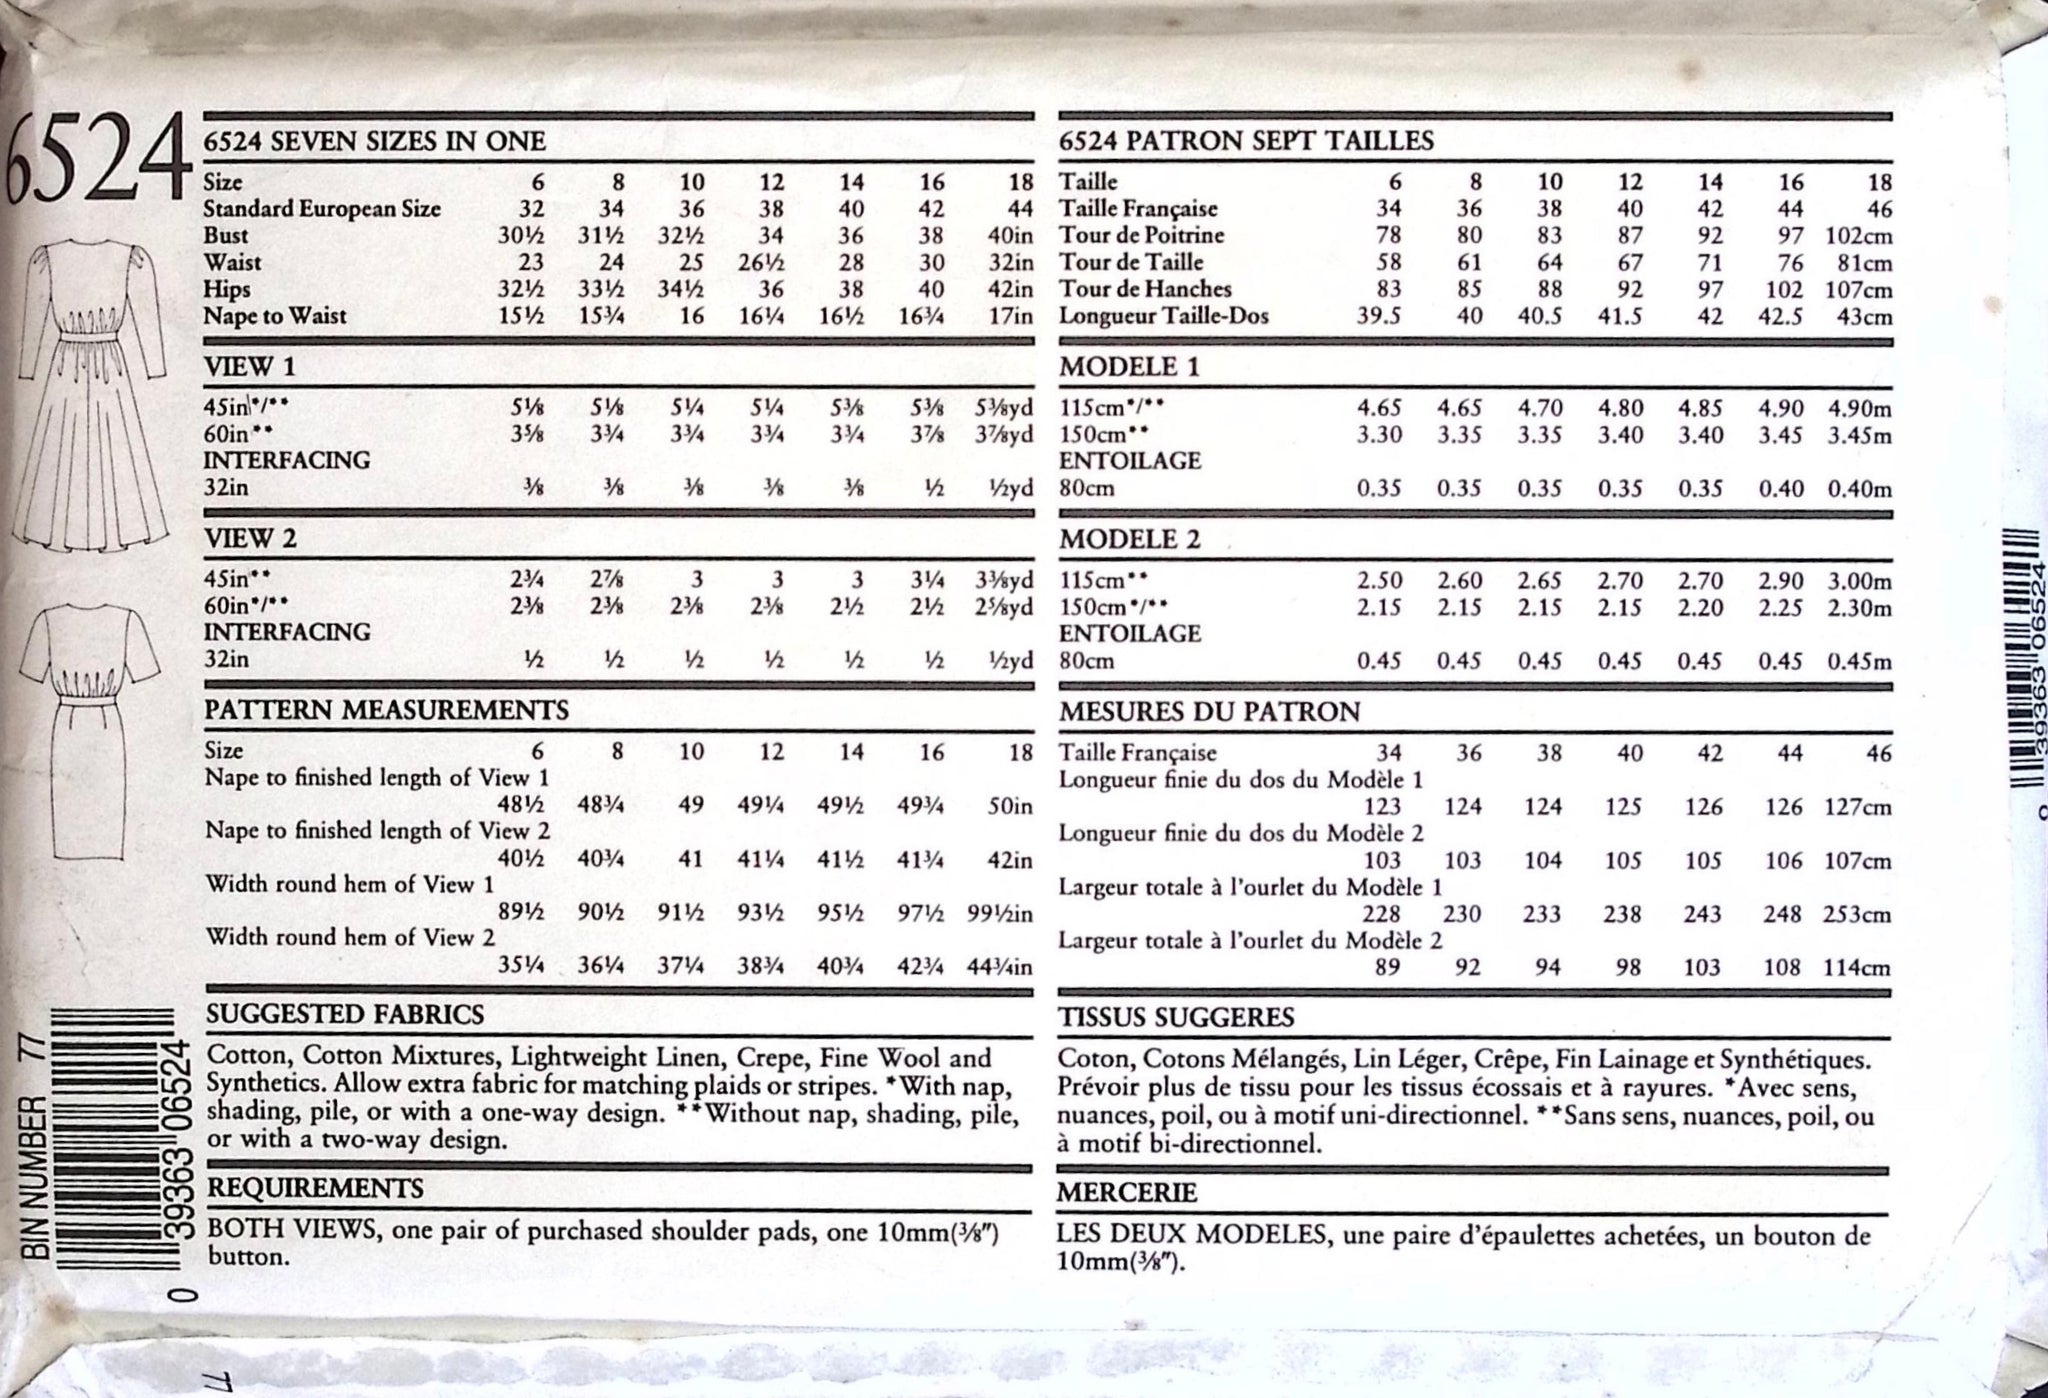 6524
6524 SEVEN SIZES IN ONE
Size 6 8 10 12 14 16 18
Standard European Size 32 34 36 38 40 42 44
Bust 30½ 31½ 32½ 34 36 38 40in
Waist 23 24 25 26½ 28 30 32in
Hips 32½ 33½ 34½ 36 38 40 42in
Nape to Waist 15½ 15¾ 16 16¼ 16½ 16¾ 17in
VIEW 1
45in*/** 5⅛ 5⅛ 5¼ 5¼ 5⅜ 5⅜ 5⅜yd
60in** 3⅝ 3¾ 3¾ 3¾ 3¾ 3⅞ 3⅞yd
INTERFACING
32in ⅜ ⅜ ⅜ ⅜ ⅜ ½ ½yd
VIEW 2
45in** 2¾ 2⅞ 3 3 3 3¼ 3⅜yd
60in*/** 2⅜ 2⅜ 2⅜ 2⅜ 2½ 2½ 2⅝yd
INTERFACING
32in ½ ½ ½ ½ ½ ½ ½yd
PATTERN MEASUREMENTS
Size 6 8 10 12 14 16 18
Nape to finished length of View 1
48½ 48¾ 49 49¼ 49½ 49¾ 50in
Nape to finished length of View 2
40½ 40¾ 41 41¼ 41½ 41¾ 42in
Width round hem of View 1
89½ 90½ 91½ 93½ 95½ 97½ 99½in
Width round hem of View 2
35¼ 36¼ 37¼ 38¾ 40¾ 42¾ 44¾in
SUGGESTED FABRICS
Cotton, Cotton Mixtures, Lightweight Linen, Crepe, Fine Wool and
Synthetics. Allow extra fabric for matching plaids or stripes. *With nap,
shading, pile, or with a one-way design. **Without nap, shading, pile,
or with a two-way design.
REQUIREMENTS
BOTH VIEWS, one pair of purchased shoulder pads, one 10mm(⅜")
button.
6524 PATRON SEPT TAILLES
Taille 6 8 10 12 14 16 18
Taille Française 34 36 38 40 42 44 46
Tour de Poitrine 78 80 83 87 92 97 102cm
Tour de Taille 58 61 64 67 71 76 81cm
Tour de Hanches 83 85 88 92 97 102 107cm
Longueur Taille-Dos 39.5 40 40.5 41.5 42 42.5 43cm
MODELE 1
115cm*/** 4.65 4.65 4.70 4.80 4.85 4.90 4.90m
150cm** 3.30 3.35 3.35 3.40 3.40 3.45 3.45m
ENTOILAGE
80cm 0.35 0.35 0.35 0.35 0.35 0.40 0.40m
MODELE 2
115cm** 2.50 2.60 2.65 2.70 2.70 2.90 3.00m
150cm*/** 2.15 2.15 2.15 2.15 2.20 2.25 2.30m
ENTOILAGE
80cm 0.45 0.45 0.45 0.45 0.45 0.45 0.45m
MESURES DU PATRON
Taille Française 34 36 38 40 42 44 46
Longueur finie du dos du Modèle 1
123 124 124 125 126 126 127cm
Longueur finie du dos du Modèle 2
103 103 104 105 105 106 107cm
Largeur totale à l'ourlet du Modèle 1
228 230 233 238 243 248 253cm
Largeur totale à l'ourlet du Modèle 2
89 92 94 98 103 108 114cm
TISSUS SUGGERES
Coton, Cotons Mélangés, Lin Léger, Crêpe, Fin Lainage et Synthétiques.
Prévoir plus de tissu pour les tissus écossais et à rayures. *Avec sens,
nuances, poil, ou à motif uni-directionnel. **Sans sens, nuances, poil, ou
à motif bi-directionnel.
MERCERIE
LES DEUX MODELES, une paire d'épaulettes achetées, un bouton de
10mm(⅜").
BIN NUMBER 77
0 39363 06524
77
0 39363 06524